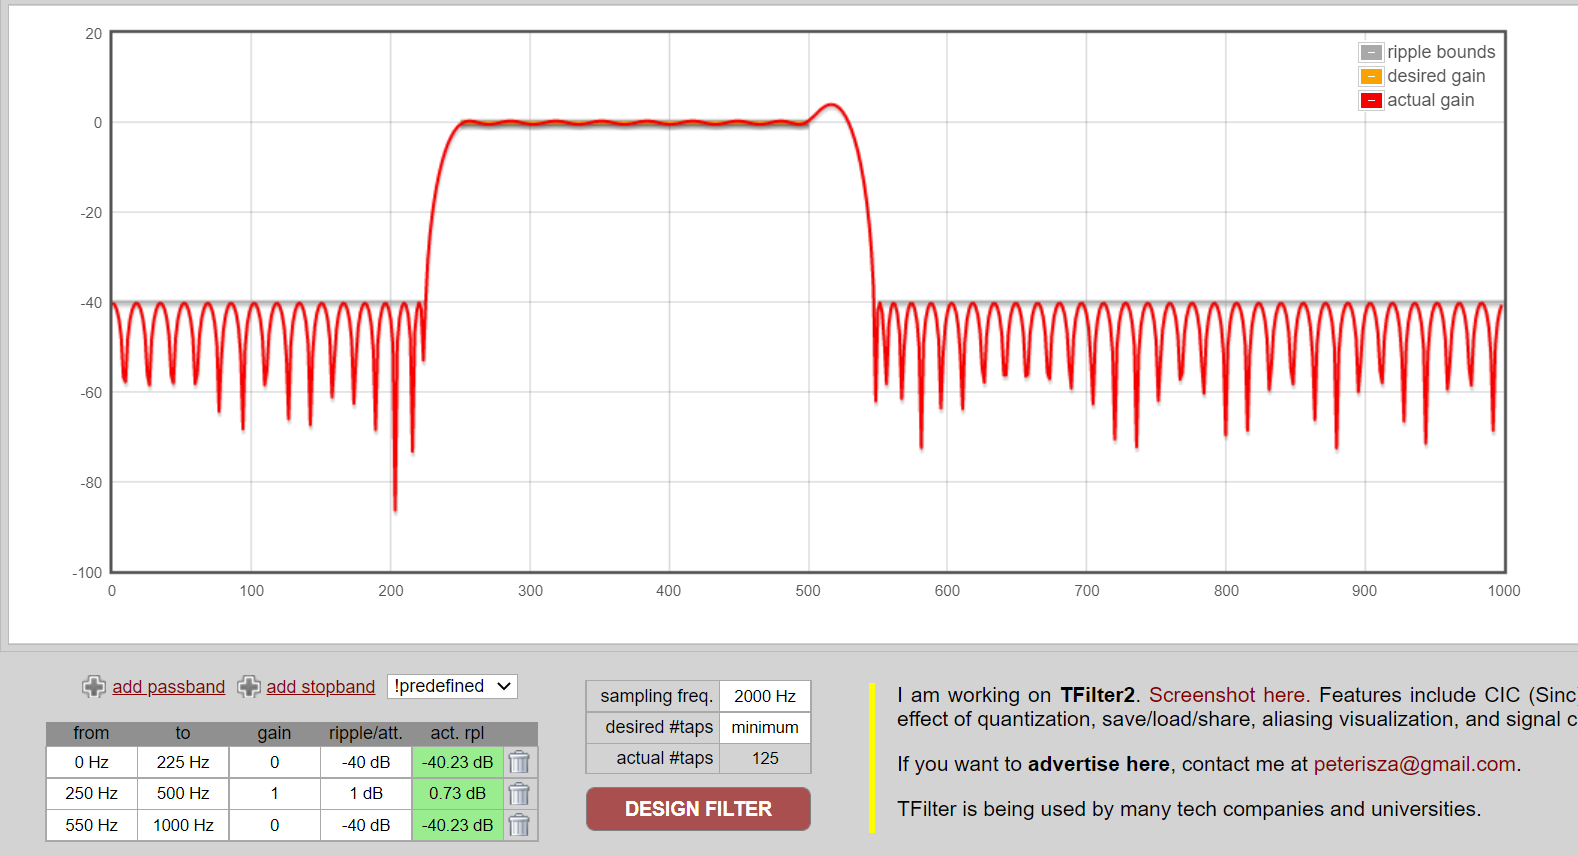 20
0
-20
-40
-60
-80
-100
0 100 200 300 400 500 600 700 800 900 1000
ripple bounds
desired gain
actual gain
add passband add stopband !predefined
from to gain ripple/att. act. rpl
0 Hz 225 Hz 0 -40 dB -40.23 dB
250 Hz 500 Hz 1 1 dB 0.73 dB
550 Hz 1000 Hz 0 -40 dB -40.23 dB
sampling freq. 2000 Hz
desired #taps minimum
actual #taps 125
DESIGN FILTER
I am working on TFilter2. Screenshot here. Features include CIC (Sinc
effect of quantization, save/load/share, aliasing visualization, and signal c
If you want to advertise here, contact me at peterisza@gmail.com.
TFilter is being used by many tech companies and universities.